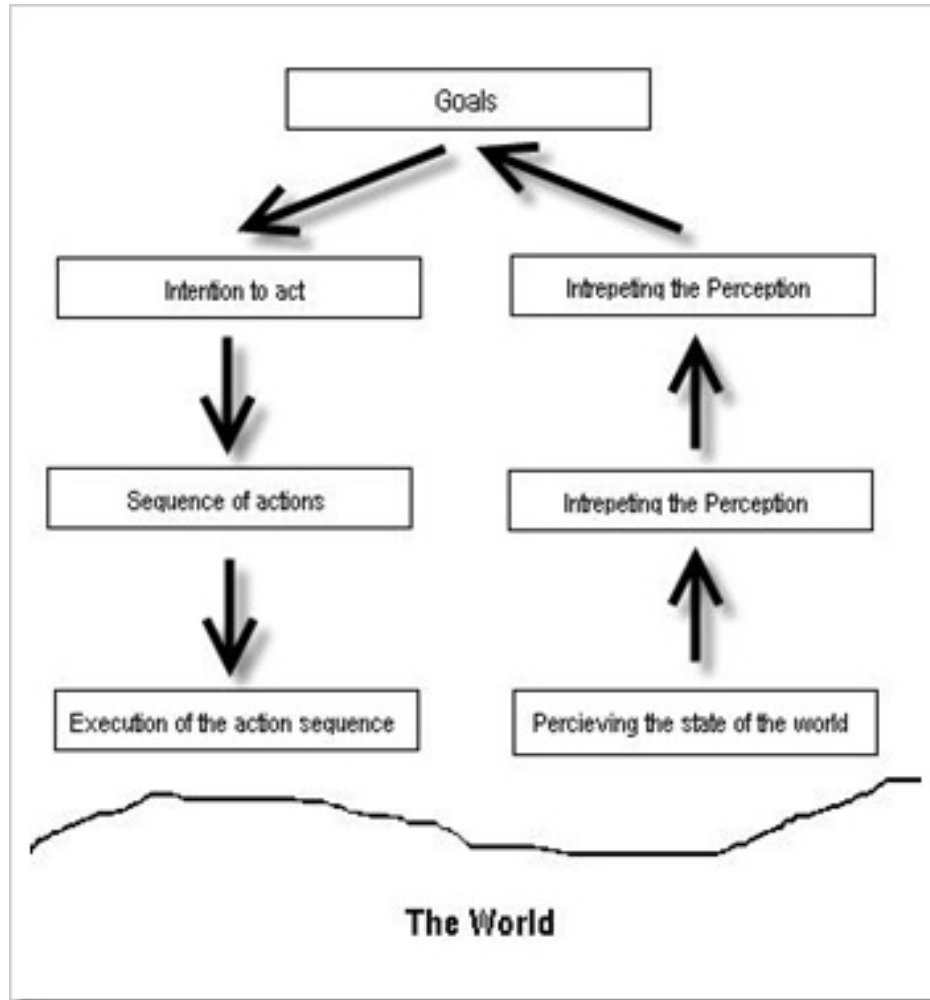 Goals
Intention to act
Intrepeting the Perception
Sequence of actions
Intrepeting the Perception
Execution of the action sequence
Percieving the state of the world
The World